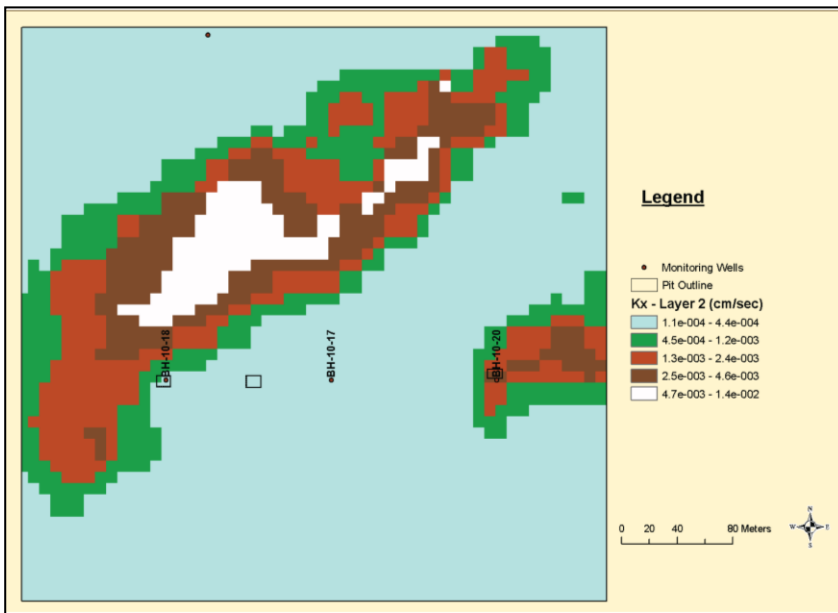 Legend
Monitoring Wells
Pit Outline
Kx - Layer 2 (cm/sec)
1.1e-004 - 4.4e-004
4.5e-004 - 1.2e-003
1.3e-003 - 2.4e-003
2.5e-003 - 4.6e-003
4.7e-003 - 1.4e-002
BH-10-18
BH-10-17
BH-10-20
0 20 40 80 Meters
N
W E
S